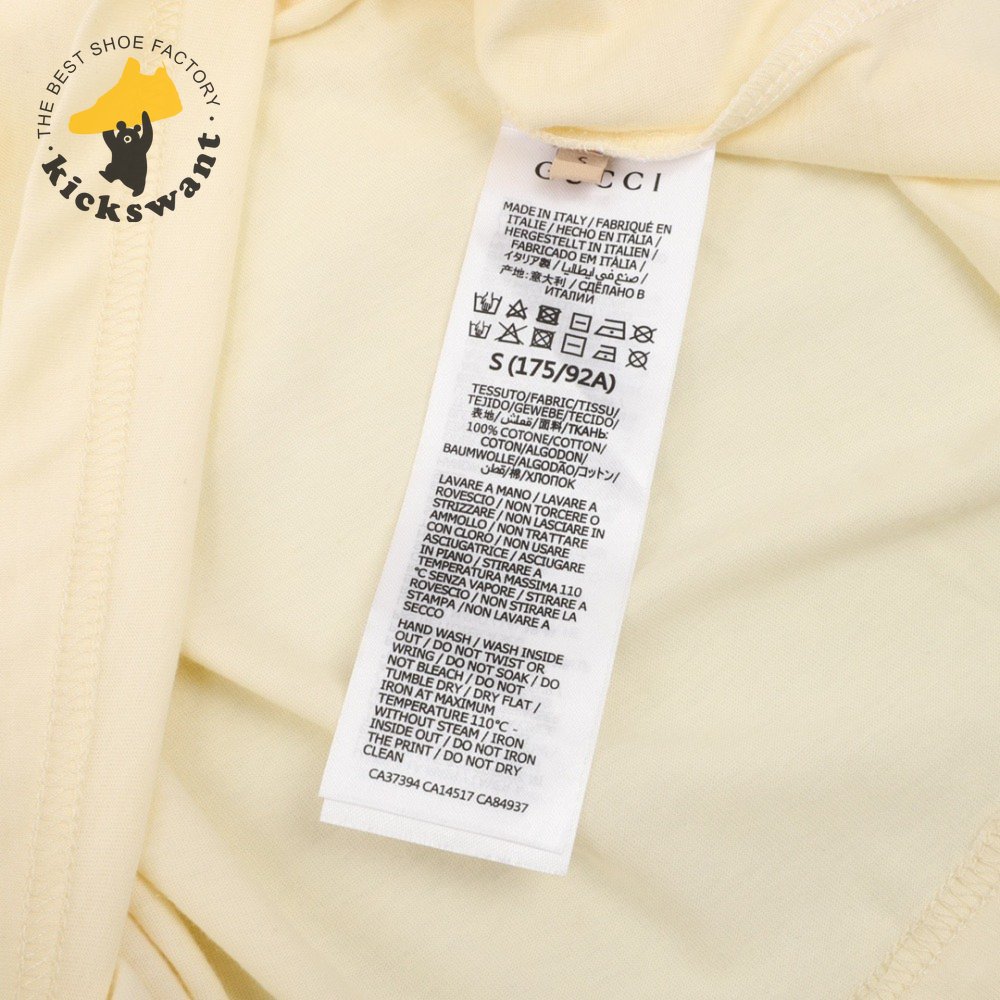 THE BEST SHOE FACTORY
kickswant
S
GUCCI
MADE IN ITALY / FABRIQUÉ EN
ITALIE / HECHO EN ITALIA /
HERGESTELLT IN ITALIEN /
FABRICADO EM ITÀLIA /
イタリア製 / صنع في ايطاليا /
产地: 意大利 / СДЕЛАНО В
ИТАЛИИ
S (175/92A)
TESSUTO/FABRIC/TISSU/
TEJIDO/GEWEBE/TECIDO/
表地/قماش/面料/ТКАНЬ:
100% COTONE/COTTON/
COTON/ALGODON/
BAUMWOLLE/ALGODÃO/コットン/
قطن/棉/ХЛОПОК
LAVARE A MANO / LAVARE A
ROVESCIO / NON TORCERE O
STRIZZARE / NON LASCIARE IN
AMMOLLO / NON TRATTARE
CON CLORO / NON USARE
ASCIUGATRICE / ASCIUGARE
IN PIANO / STIRARE A
TEMPERATURA MASSIMA 110
°C SENZA VAPORE / STIRARE A
ROVESCIO / NON STIRARE LA
STAMPA / NON LAVARE A
SECCO
HAND WASH / WASH INSIDE
OUT / DO NOT TWIST OR
WRING / DO NOT SOAK / DO
NOT BLEACH / DO NOT
TUMBLE DRY / DRY FLAT /
IRON AT MAXIMUM
TEMPERATURE 110°C -
WITHOUT STEAM / IRON
INSIDE OUT / DO NOT IRON
THE PRINT / DO NOT DRY
CLEAN
CA37394 CA14517 CA84937